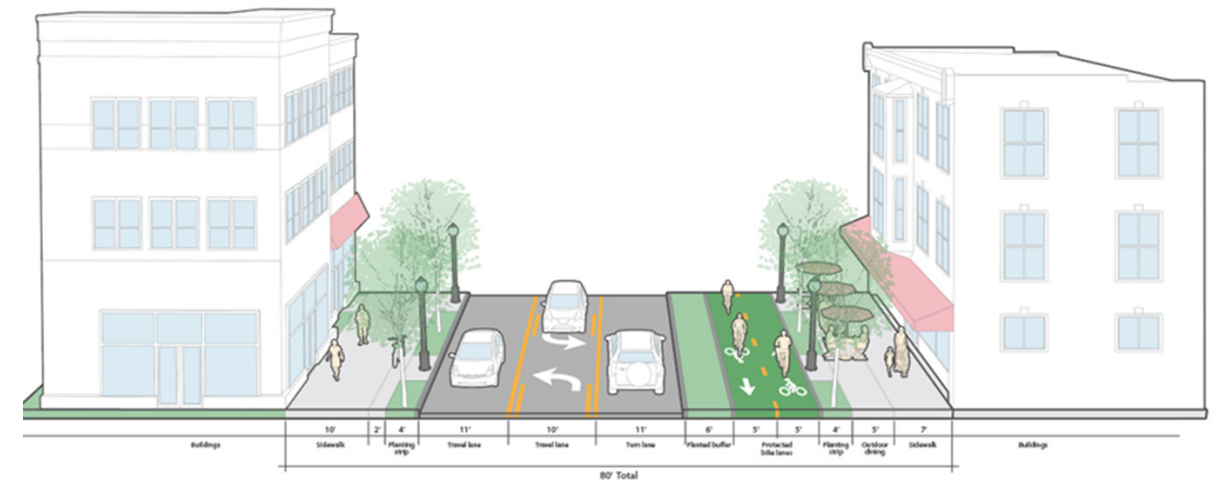 10' 2' 4' 11' 10' 11' 6' 5' 5' 4' 5' 7'
Buildings Sidewalk Planting strip Travel lane Travel lane Turn lane Planted buffer Protected bike lanes Planting strip Outdoor dining Sidewalk Buildings
80' Total